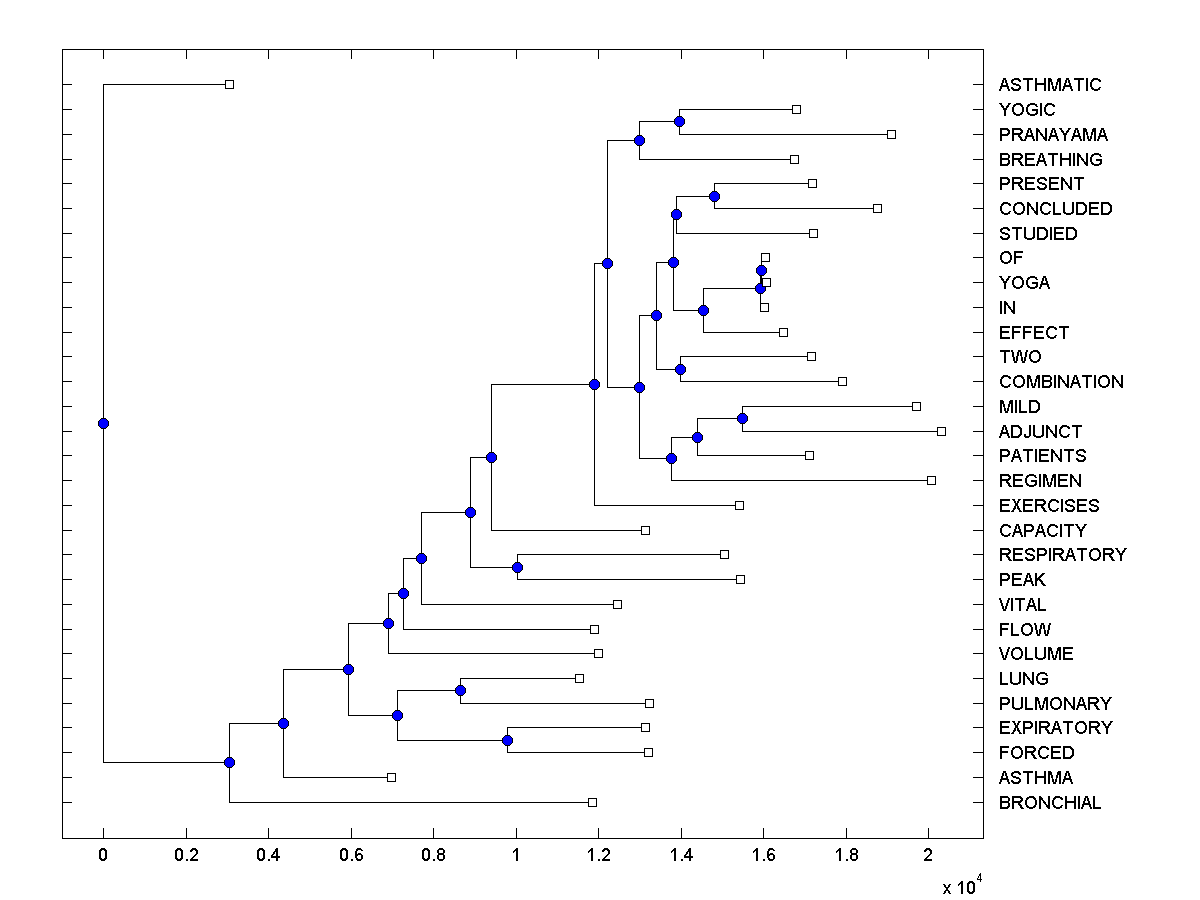 ASTHMATIC
YOGIC
PRANAYAMA
BREATHING
PRESENT
CONCLUDED
STUDIED
OF
YOGA
IN
EFFECT
TWO
COMBINATION
MILD
ADJUNCT
PATIENTS
REGIMEN
EXERCISES
CAPACITY
RESPIRATORY
PEAK
VITAL
FLOW
VOLUME
LUNG
PULMONARY
EXPIRATORY
FORCED
ASTHMA
BRONCHIAL
0 0.2 0.4 0.6 0.8 1 1.2 1.4 1.6 1.8 2
x 10^4